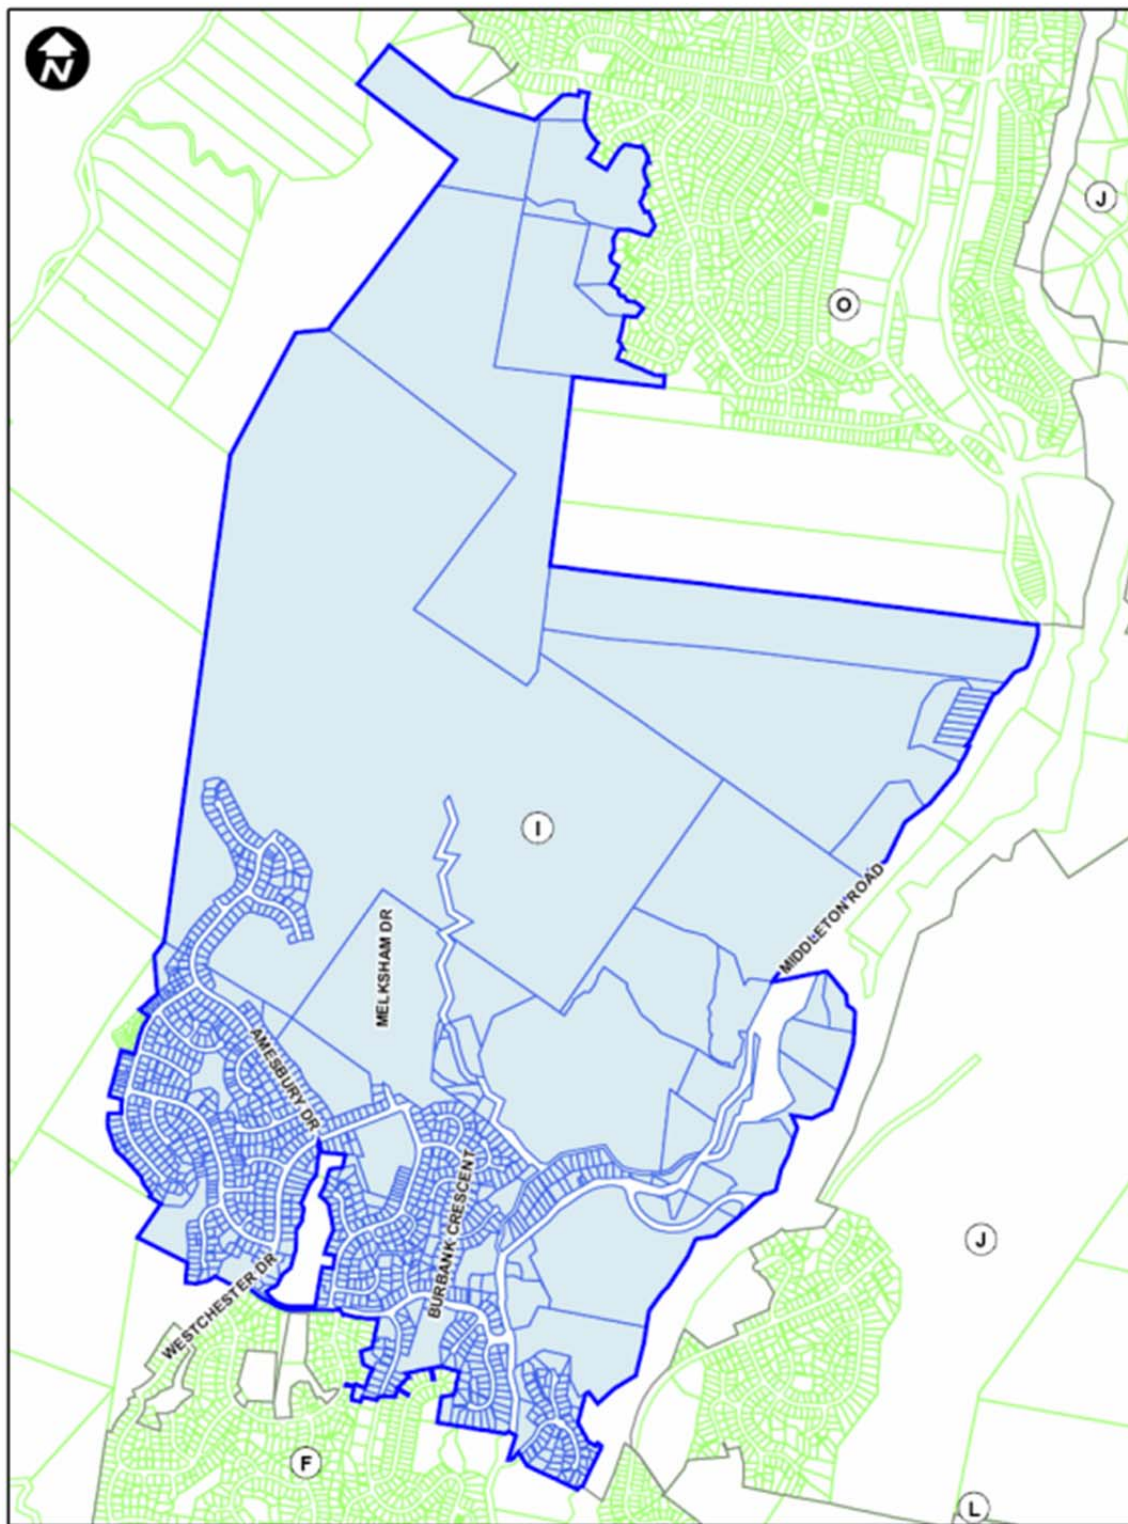 N
J
O
I
MIDDLETON ROAD
MELKSHAM DR
AMESBURY DR
BURBANK CRESCENT
J
WESTCHESTER DR
F
L